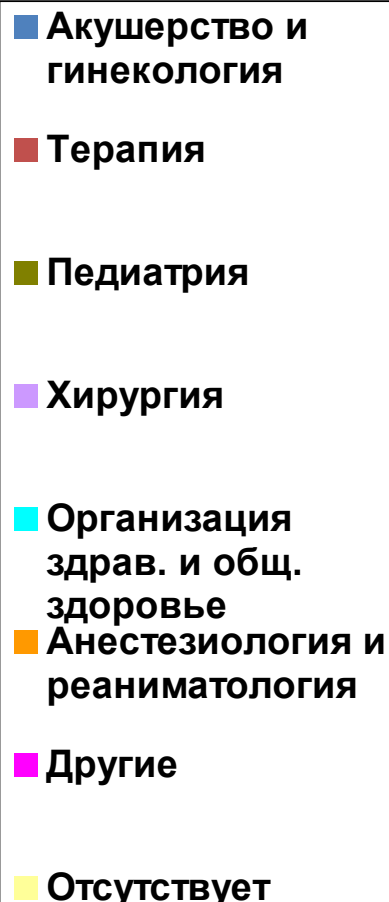 Акушерство и
гинекология
Терапия
Педиатрия
Хирургия
Организация
здрав. и общ.
здоровье
Анестезиология и
реаниматология
Другие
Отсутствует